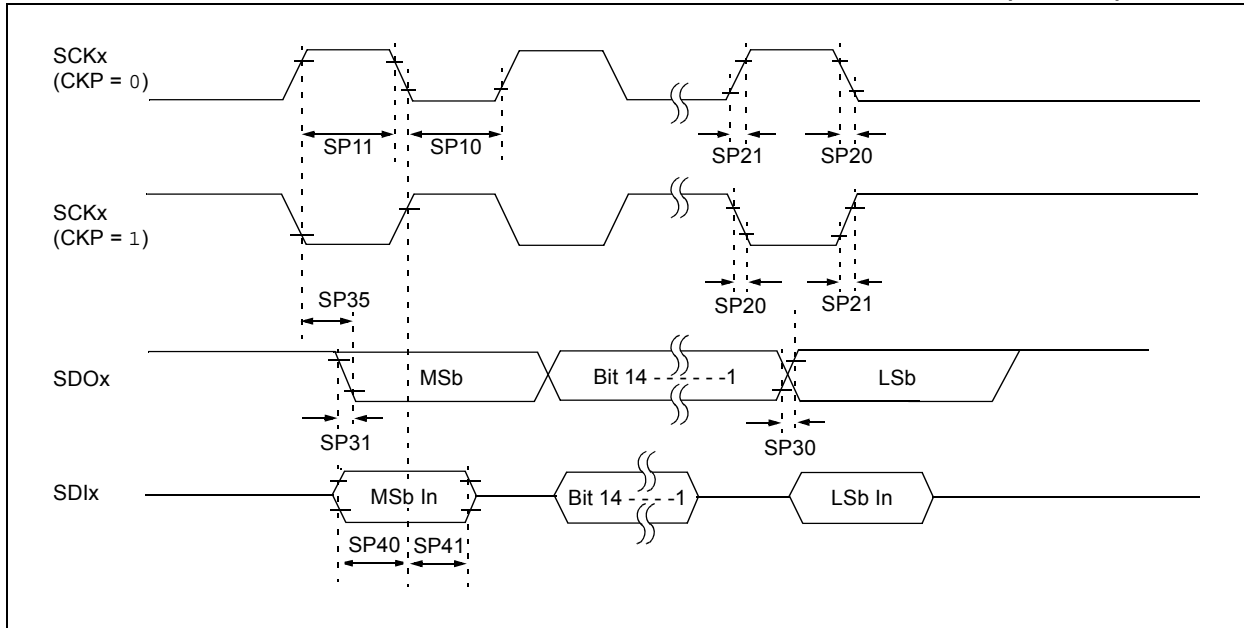 SCKx
(CKP = 0)
SP11
SP10
SP21
SP20
SCKx
(CKP = 1)
SP35
SP20
SP21
SDOx
MSb
Bit 14 - - - - - -1
LSb
SP31
SP30
SDIx
MSb In
Bit 14 - - - -1
LSb In
SP40
SP41